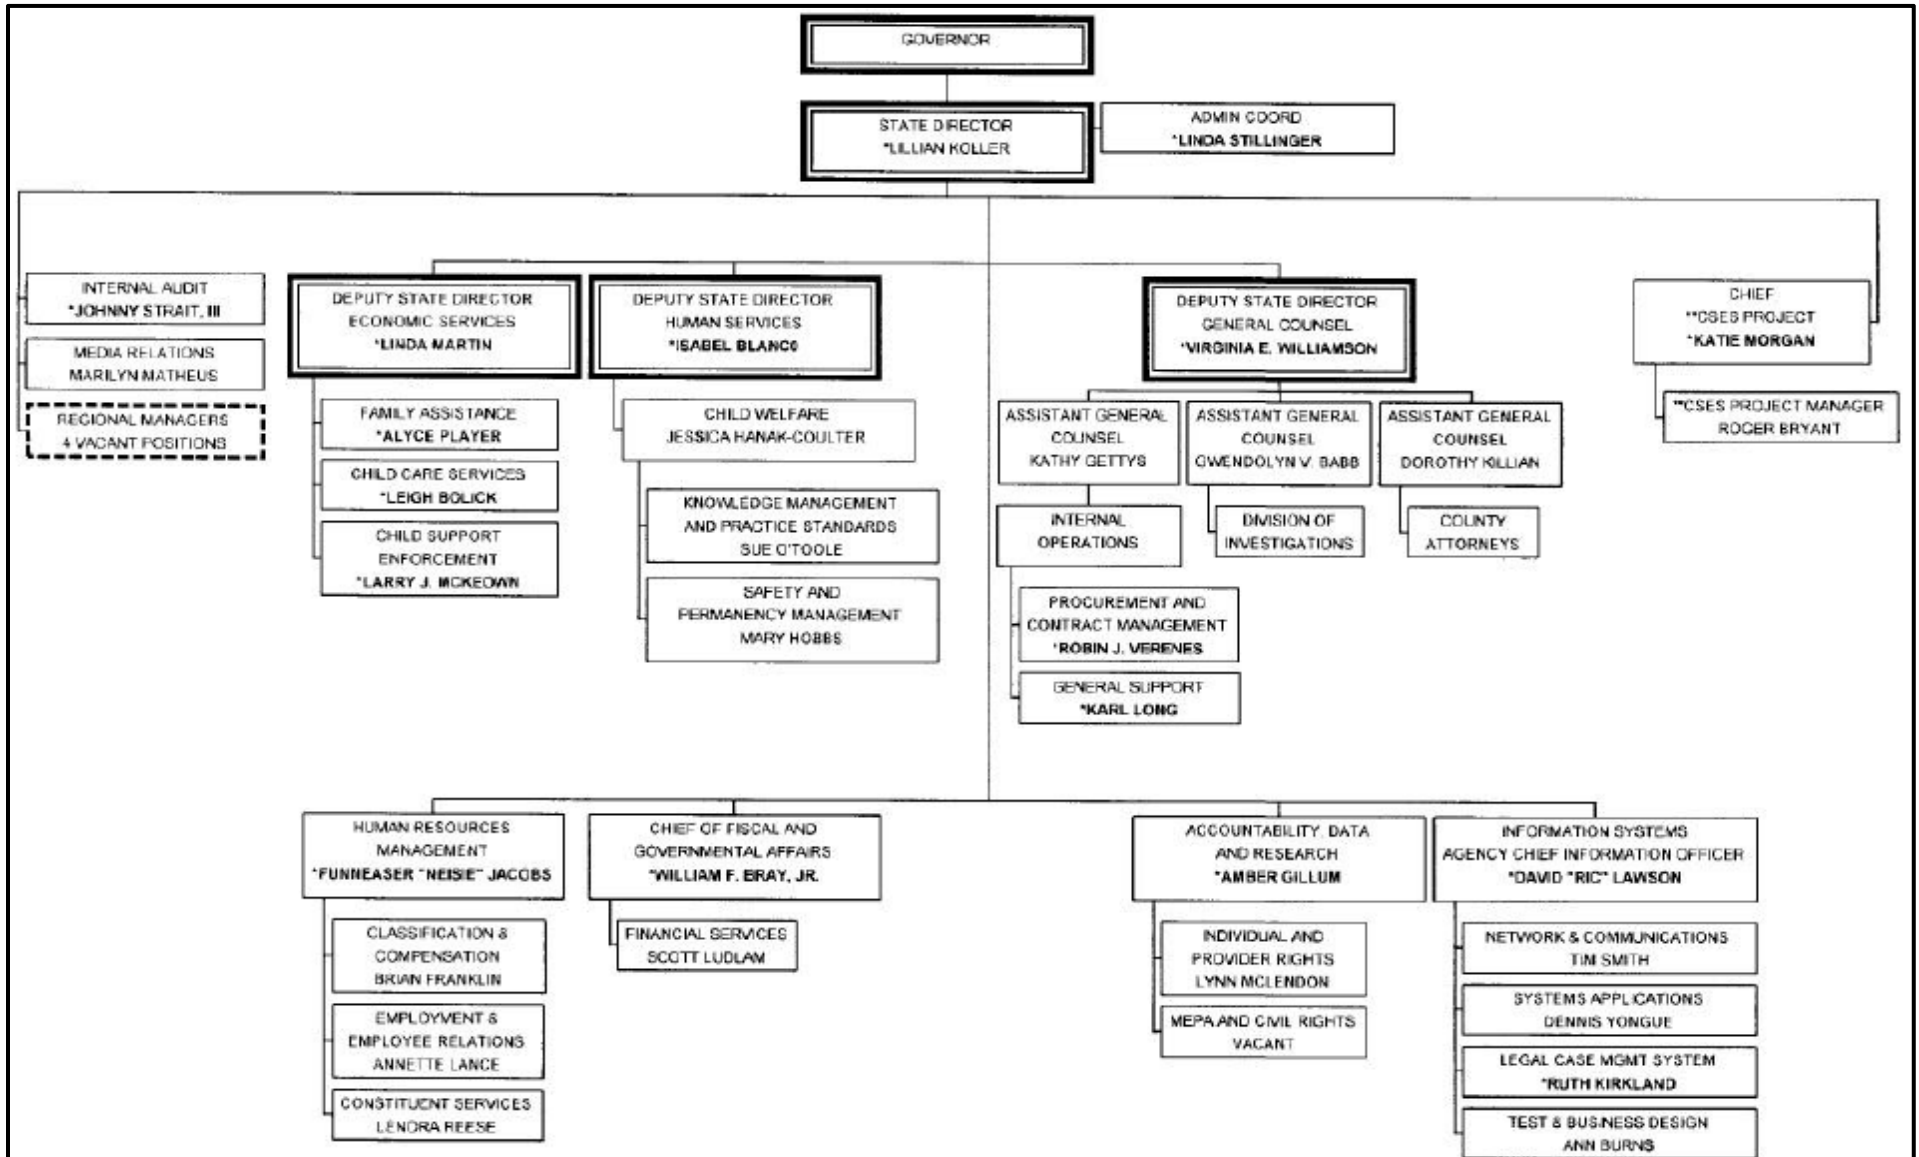 GOVERNOR
STATE DIRECTOR
*LILLIAN KOLLER
ADMIN COORD
*LINDA STILLINGER
INTERNAL AUDIT
*JOHNNY STRAIT, III
MEDIA RELATIONS
MARILYN MATHEUS
REGIONAL MANAGERS
4 VACANT POSITIONS
DEPUTY STATE DIRECTOR
ECONOMIC SERVICES
*LINDA MARTIN
FAMILY ASSISTANCE
*ALYCE PLAYER
CHILD CARE SERVICES
*LEIGH BOLICK
CHILD SUPPORT
ENFORCEMENT
*LARRY J. MCKEOWN
DEPUTY STATE DIRECTOR
HUMAN SERVICES
*ISABEL BLANCO
CHILD WELFARE
JESSICA HANAK-COULTER
KNOWLEDGE MANAGEMENT
AND PRACTICE STANDARDS
SUE O'TOOLE
SAFETY AND
PERMANENCY MANAGEMENT
MARY HOBBS
DEPUTY STATE DIRECTOR
GENERAL COUNSEL
*VIRGINIA E. WILLIAMSON
ASSISTANT GENERAL
COUNSEL
KATHY GETTYS
INTERNAL
OPERATIONS
PROCUREMENT AND
CONTRACT MANAGEMENT
*ROBIN J. VERENES
GENERAL SUPPORT
*KARL LONG
ASSISTANT GENERAL
COUNSEL
GWENDOLYN V. BABB
DIVISION OF
INVESTIGATIONS
ASSISTANT GENERAL
COUNSEL
DOROTHY KILLIAN
COUNTY
ATTORNEYS
CHIEF
**CSES PROJECT
*KATIE MORGAN
**CSES PROJECT MANAGER
ROGER BRYANT
HUMAN RESOURCES
MANAGEMENT
*FUNNEASER "NEISIE" JACOBS
CLASSIFICATION &
COMPENSATION
BRIAN FRANKLIN
EMPLOYMENT &
EMPLOYEE RELATIONS
ANNETTE LANCE
CONSTITUENT SERVICES
LENORA REESE
CHIEF OF FISCAL AND
GOVERNMENTAL AFFAIRS
*WILLIAM F. BRAY, JR.
FINANCIAL SERVICES
SCOTT LUDLAM
ACCOUNTABILITY, DATA
AND RESEARCH
*AMBER GILLUM
INDIVIDUAL AND
PROVIDER RIGHTS
LYNN MCLENDON
MEPA AND CIVIL RIGHTS
VACANT
INFORMATION SYSTEMS
AGENCY CHIEF INFORMATION OFFICER
*DAVID "RIC" LAWSON
NETWORK & COMMUNICATIONS
TIM SMITH
SYSTEMS APPLICATIONS
DENNIS YONGUE
LEGAL CASE MGMT SYSTEM
*RUTH KIRKLAND
TEST & BUSINESS DESIGN
ANN BURNS